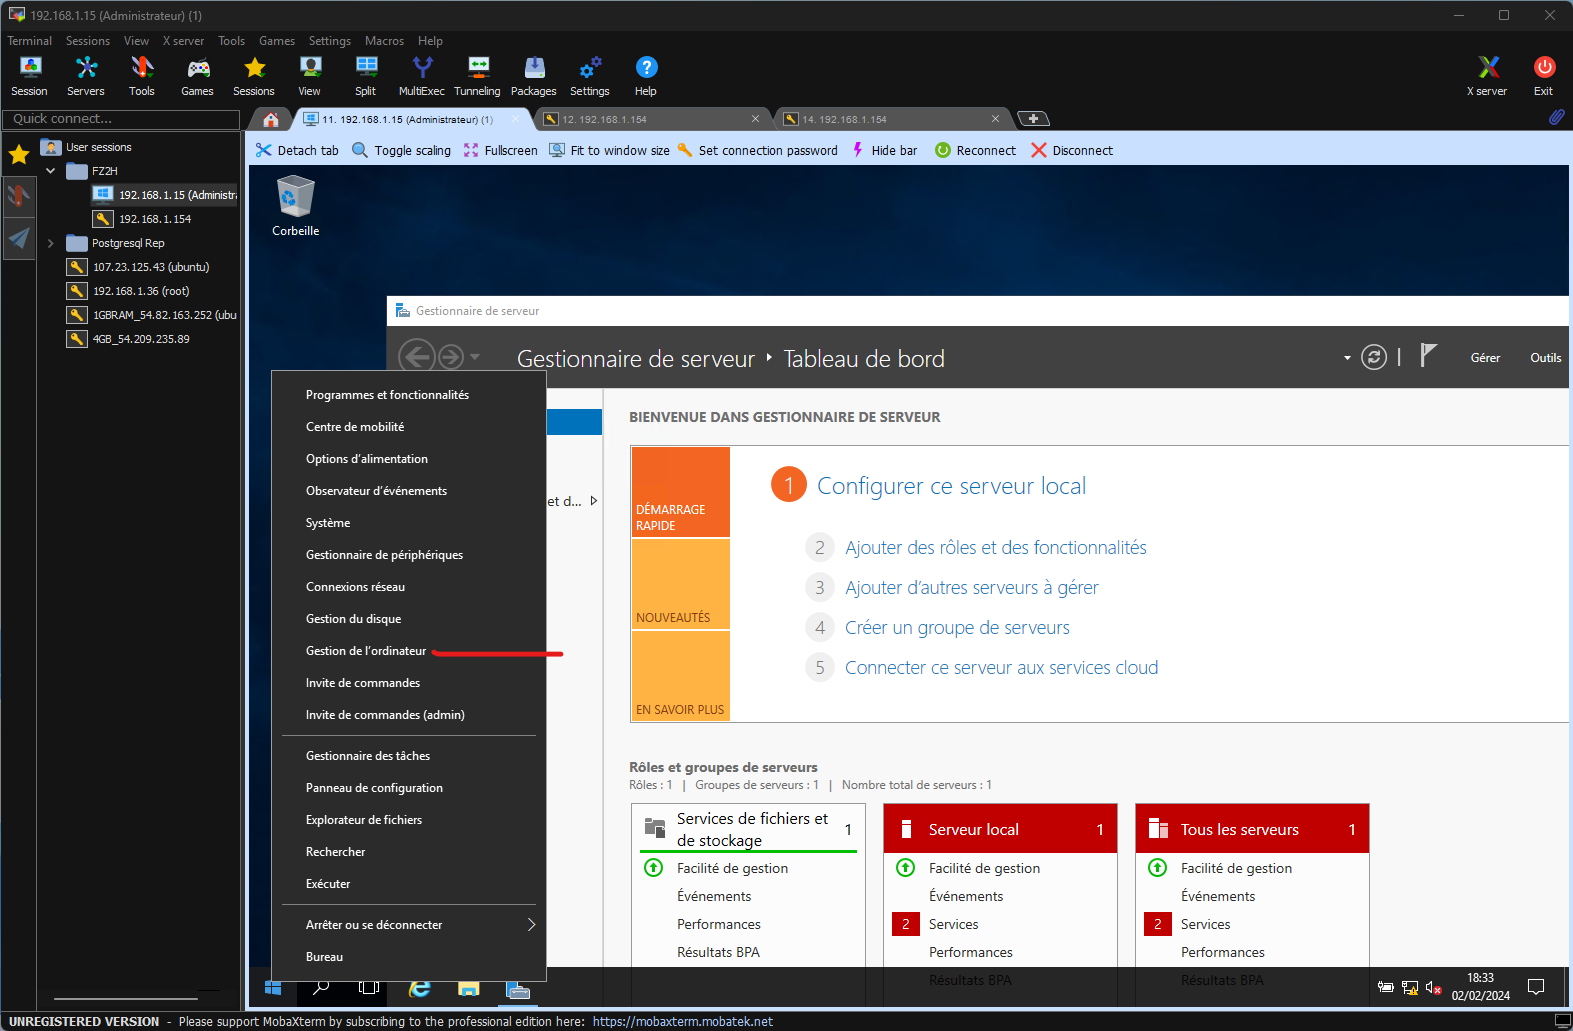 192.168.1.15 (Administrateur) (1)
Terminal Sessions View X server Tools Games Settings Macros Help
Session Servers Tools Games Sessions View Split MultiExec Tunneling Packages Settings Help X server Exit
Quick connect...
11. 192.168.1.15 (Administrateur) (1)
12. 192.168.1.154
14. 192.168.1.154
Detach tab Toggle scaling Fullscreen Fit to window size Set connection password Hide bar Reconnect Disconnect
User sessions
FZ2H
192.168.1.15 (Administra
192.168.1.154
Postgresql Rep
107.23.125.43 (ubuntu)
192.168.1.36 (root)
1GBRAM_54.82.163.252 (ubu
4GB_54.209.235.89
Corbeille
Gestionnaire de serveur
Gestionnaire de serveur Tableau de bord
Gérer Outils
Programmes et fonctionnalités
Centre de mobilité
Options d'alimentation
Observateur d'événements
Système
Gestionnaire de périphériques
Connexions réseau
Gestion du disque
Gestion de l'ordinateur
Invite de commandes
Invite de commandes (admin)
Gestionnaire des tâches
Panneau de configuration
Explorateur de fichiers
Rechercher
Exécuter
Arrêter ou se déconnecter
Bureau
et d...
BIENVENUE DANS GESTIONNAIRE DE SERVEUR
DÉMARRAGE
RAPIDE
NOUVEAUTÉS
EN SAVOIR PLUS
1 Configurer ce serveur local
2 Ajouter des rôles et des fonctionnalités
3 Ajouter d'autres serveurs à gérer
4 Créer un groupe de serveurs
5 Connecter ce serveur aux services cloud
Rôles et groupes de serveurs
Rôles : 1 | Groupes de serveurs : 1 | Nombre total de serveurs : 1
Services de fichiers et
de stockage
1
Facilité de gestion
Événements
Performances
Résultats BPA
Serveur local 1
Facilité de gestion
Événements
2 Services
Performances
Résultats BPA
Tous les serveurs 1
Facilité de gestion
Événements
2 Services
Performances
Résultats BPA
18:33
02/02/2024
UNREGISTERED VERSION - Please support MobaXterm by subscribing to the professional edition here: https://mobaxterm.mobatek.net